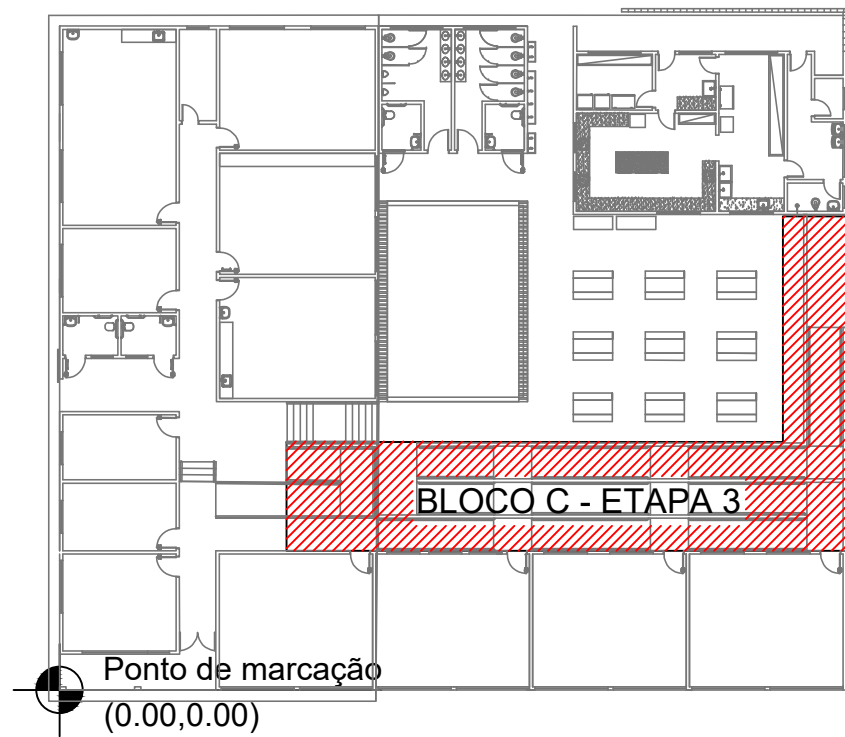 BLOCO C - ETAPA 3
Ponto de marcação
(0.00,0.00)